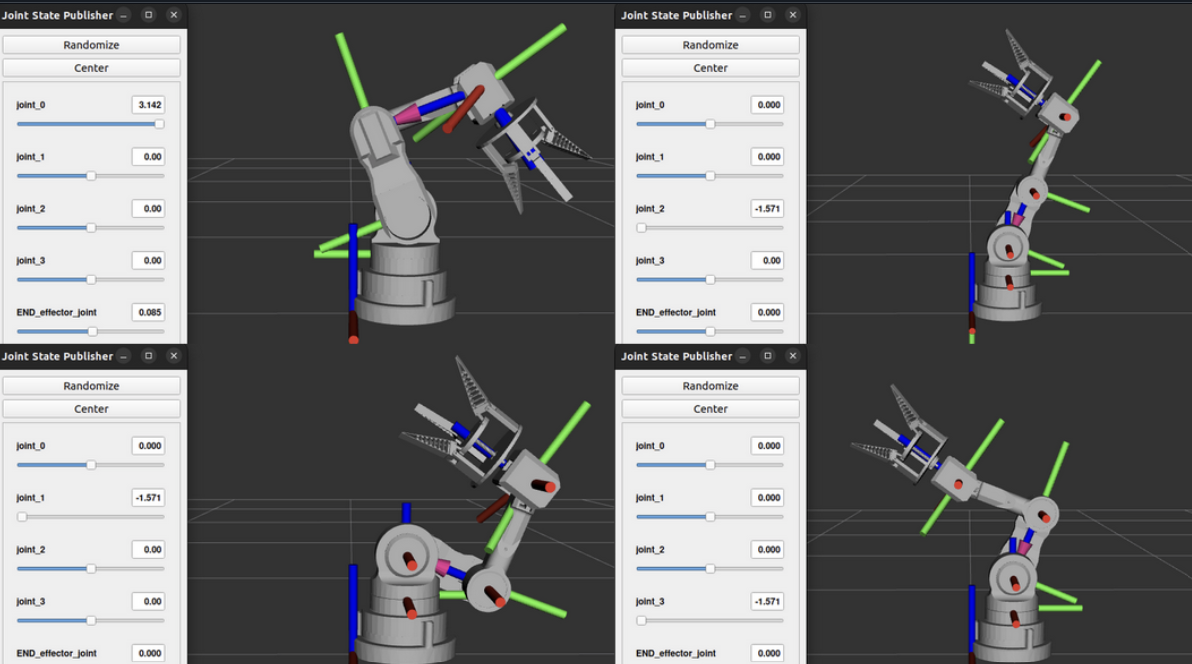 Joint State Publisher
Randomize
Center
joint_0 3.142
joint_1 0.00
joint_2 0.00
joint_3 0.00
END_effector_joint 0.085
Joint State Publisher
Randomize
Center
joint_0 0.000
joint_1 0.000
joint_2 -1.571
joint_3 0.00
END_effector_joint 0.000
Joint State Publisher
Randomize
Center
joint_0 0.000
joint_1 -1.571
joint_2 0.00
joint_3 0.00
END_effector_joint 0.000
Joint State Publisher
Randomize
Center
joint_0 0.000
joint_1 0.000
joint_2 0.000
joint_3 -1.571
END_effector_joint 0.000